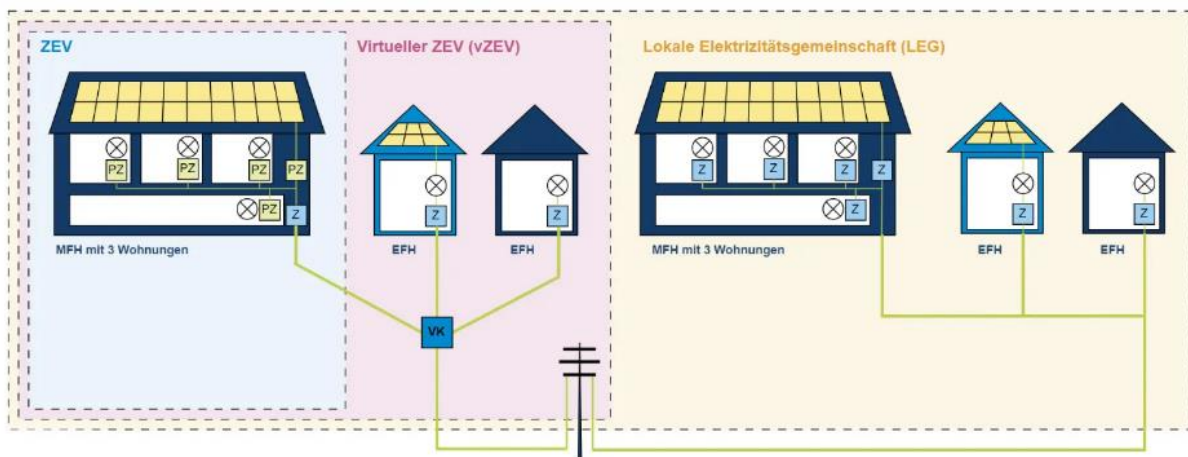 ZEV
Virtueller ZEV (vZEV)
Lokale Elektrizitätsgemeinschaft (LEG)
PZ
PZ
PZ
PZ
PZ
Z
MFH mit 3 Wohnungen
Z
EFH
Z
EFH
VK
Z
Z
Z
Z
Z
MFH mit 3 Wohnungen
Z
EFH
Z
EFH